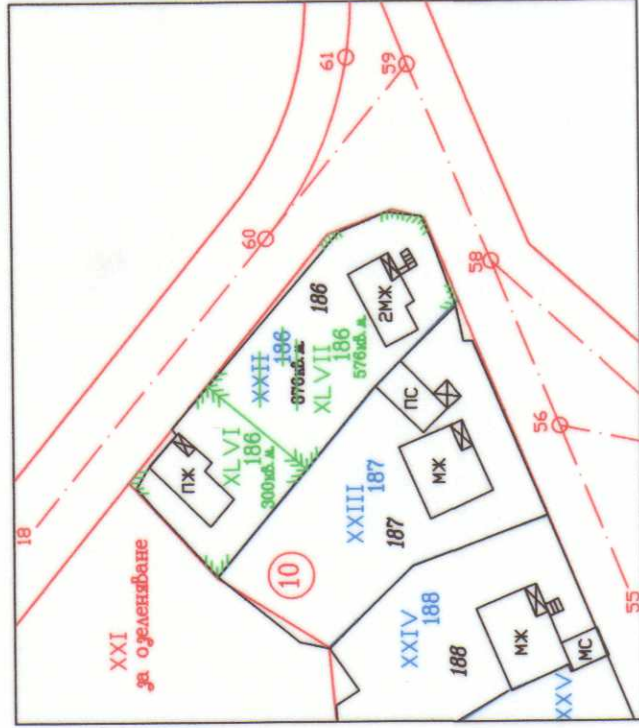 61
59
60
18
58
56
55
XXI
за озеленяване
10
ПЖ
XLVI
186
300кв.м.
XXII
186
876кв.м.
XLVII
186
576кв.м.
186
2МЖ
ПС
МЖ
XXIII
187
187
XXIV
188
188
МЖ
МС
XXV